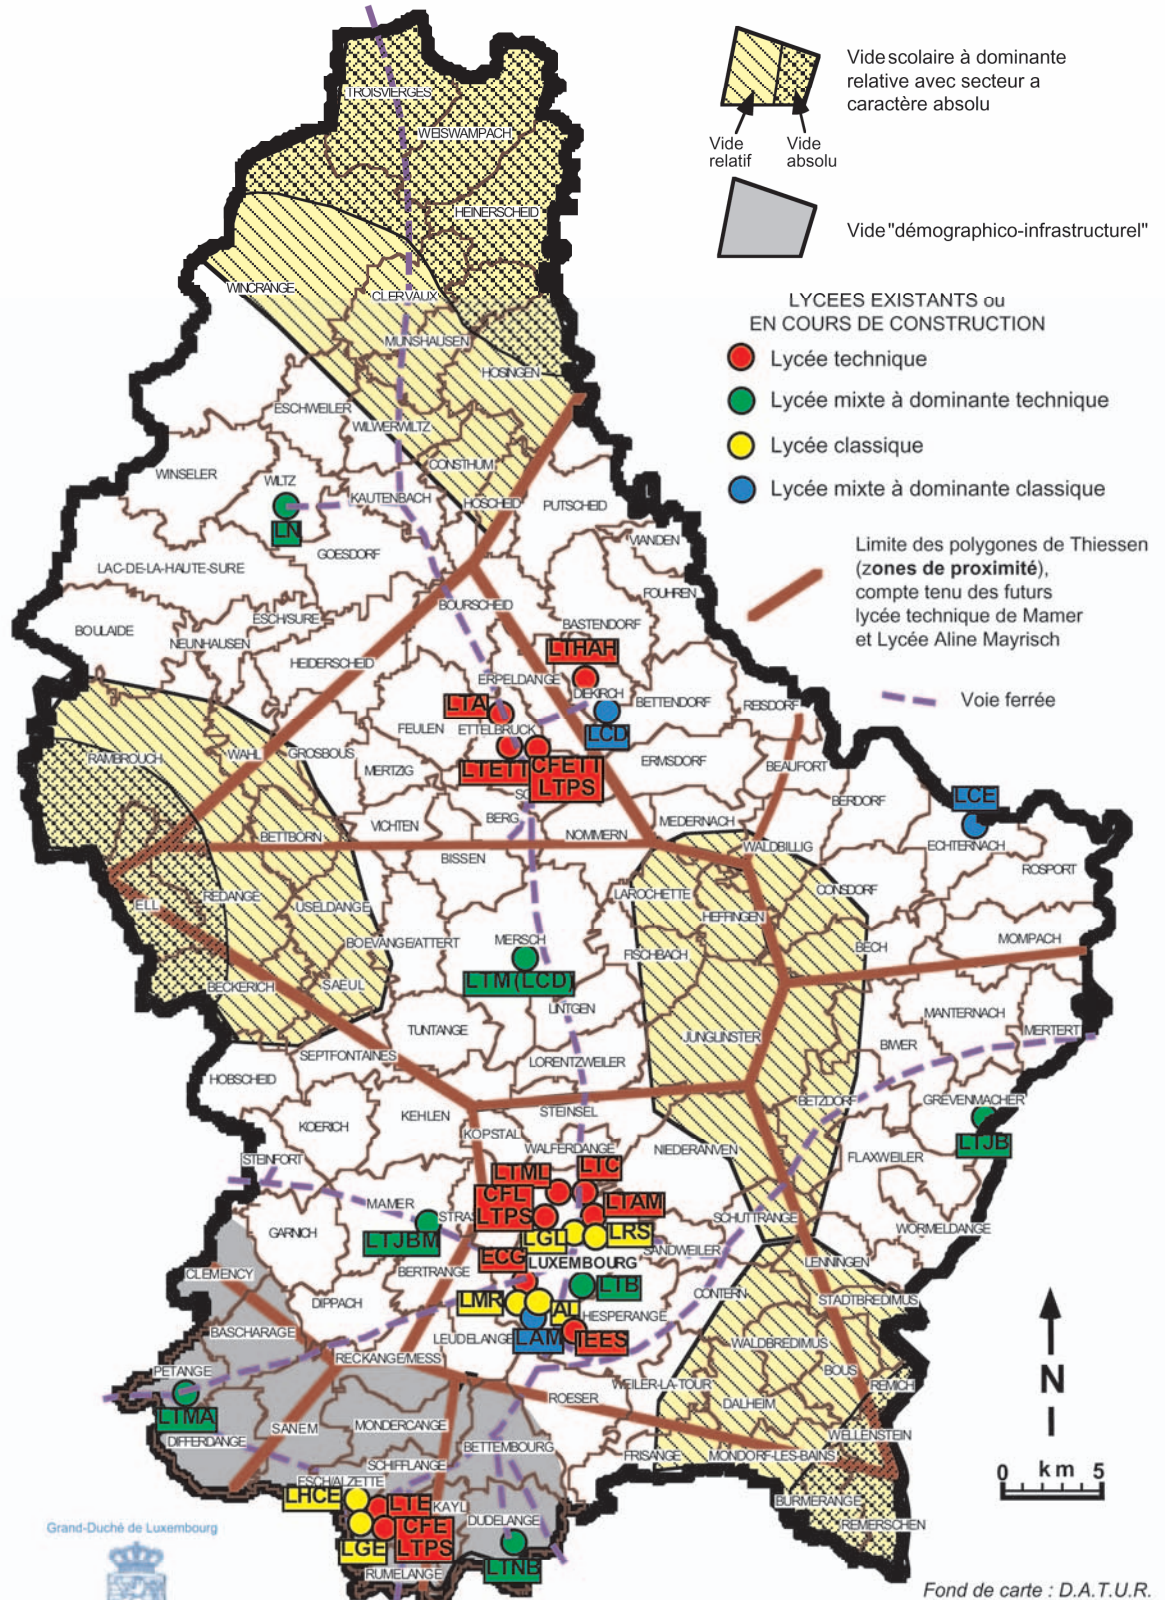 Vide scolaire à dominante
relative avec secteur a
caractère absolu
Vide
relatif
Vide
absolu
Vide "démographico-infrastructurel"
LYCEES EXISTANTS ou
EN COURS DE CONSTRUCTION
Lycée technique
Lycée mixte à dominante technique
Lycée classique
Lycée mixte à dominante classique
Limite des polygones de Thiessen
(zones de proximité),
compte tenu des futurs
lycée technique de Mamer
et Lycée Aline Mayrisch
Voie ferrée
TROISVIERGES
WEISWAMPACH
HEINERSCHEID
WINCRANGE
CLERVAUX
MUNSHAUSEN
HOSINGEN
ESCHWEILER
WILWERWILTZ
CONSTHUM
WINSELER
WILTZ
KAUTENBACH
HOSCHEID
PUTSCHEID
LN
GOESDORF
VIANDEN
LAC-DE-LA-HAUTE-SURE
FOUHREN
BOURSCHEID
ESCH/SURE
BASTENDORF
BOULAIDE
NEUNHAUSEN
LTHAH
HEIDERSCHEID
ERPELDANGE
DIEKIRCH
BETTENDORF
REISDORF
LTA
FEULEN
ETTELBRUCK
LCD
WAHL
GROSBOUS
RAMBROUCH
MERTZIG
LTETT
CFETT
LTPS
ERMSDORF
BEAUFORT
BERDORF
LCE
BERG
MEDERNACH
VICHTEN
NOMMERN
BETTBORN
WALDBILLIG
ECHTERNACH
BISSEN
ROSPORT
LAROCHETTE
CONSDORF
REDANGE
ELL
USELDANGE
HEFFINGEN
BOEVANGE/ATTERT
MERSCH
FISCHBACH
BECH
MOMPACH
LTM(LCD)
BECKERICH
SAEUL
LINTGEN
MANTERNACH
TUNTANGE
JUNGLINSTER
MERTERT
BIWER
SEPTFONTAINES
LORENTZWEILER
HOBSCHEID
BETZDORF
GREVENMACHER
KEHLEN
STEINSEL
KOERICH
KOPSTALL
LTJB
WALFERDANGE
NIEDERANVEN
STEINFORT
FLAXWEILER
LTML
LTC
CFL
LTPS
LTAM
MAMER
STRAS
SCHUTTRANGE
GARNICH
LTJBM
LGL
LRS
WORMELDANGE
SANDWEILER
ECG
LUXEMBOURG
LENNINGEN
CLEMENCY
BERTRANGE
LTB
CONTERN
LMR
AL
STADTBREDIMUS
DIPPACH
HESPERANGE
BASCHARAGE
LEUDELANGE
LAM
IEES
WALDBREDIMUS
RECKANGE/MESS
BOUS
PETANGE
WEILER-LA-TOUR
REMICH
ROESER
DALHEIM
LTMA
SANEM
MONDERCANGE
WELLENSTEIN
DIFFERDANGE
BETTEMBOURG
FRISANGE
MONDORF-LES-BAINS
SCHIFFLANGE
ESCH/ALZETTE
LHCE
LTE
KAYL
BURMERANGE
CFE
LTPS
DUDELANGE
REMERSCHEN
LGE
LTNB
RUMELANGE
N
0 km 5
Grand-Duché de Luxembourg
Fond de carte : D.A.T.U.R.